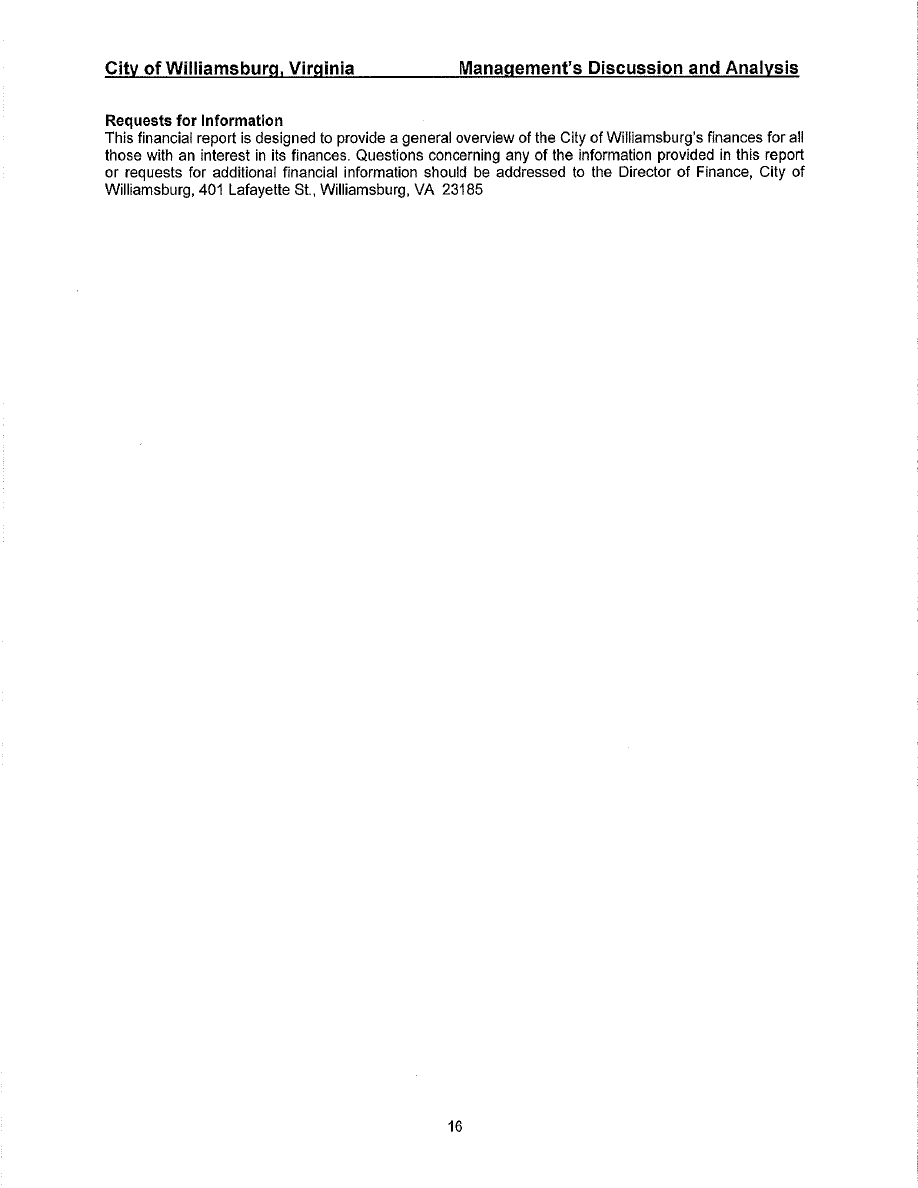 City of Williamsburg, Virginia Management's Discussion and Analysis
Requests for Information
This financial report is designed to provide a general overview of the City of Williamsburg's finances for all
those with an interest in its finances. Questions concerning any of the information provided in this report
or requests for additional financial information should be addressed to the Director of Finance, City of
Williamsburg, 401 Lafayette St., Williamsburg, VA 23185
16